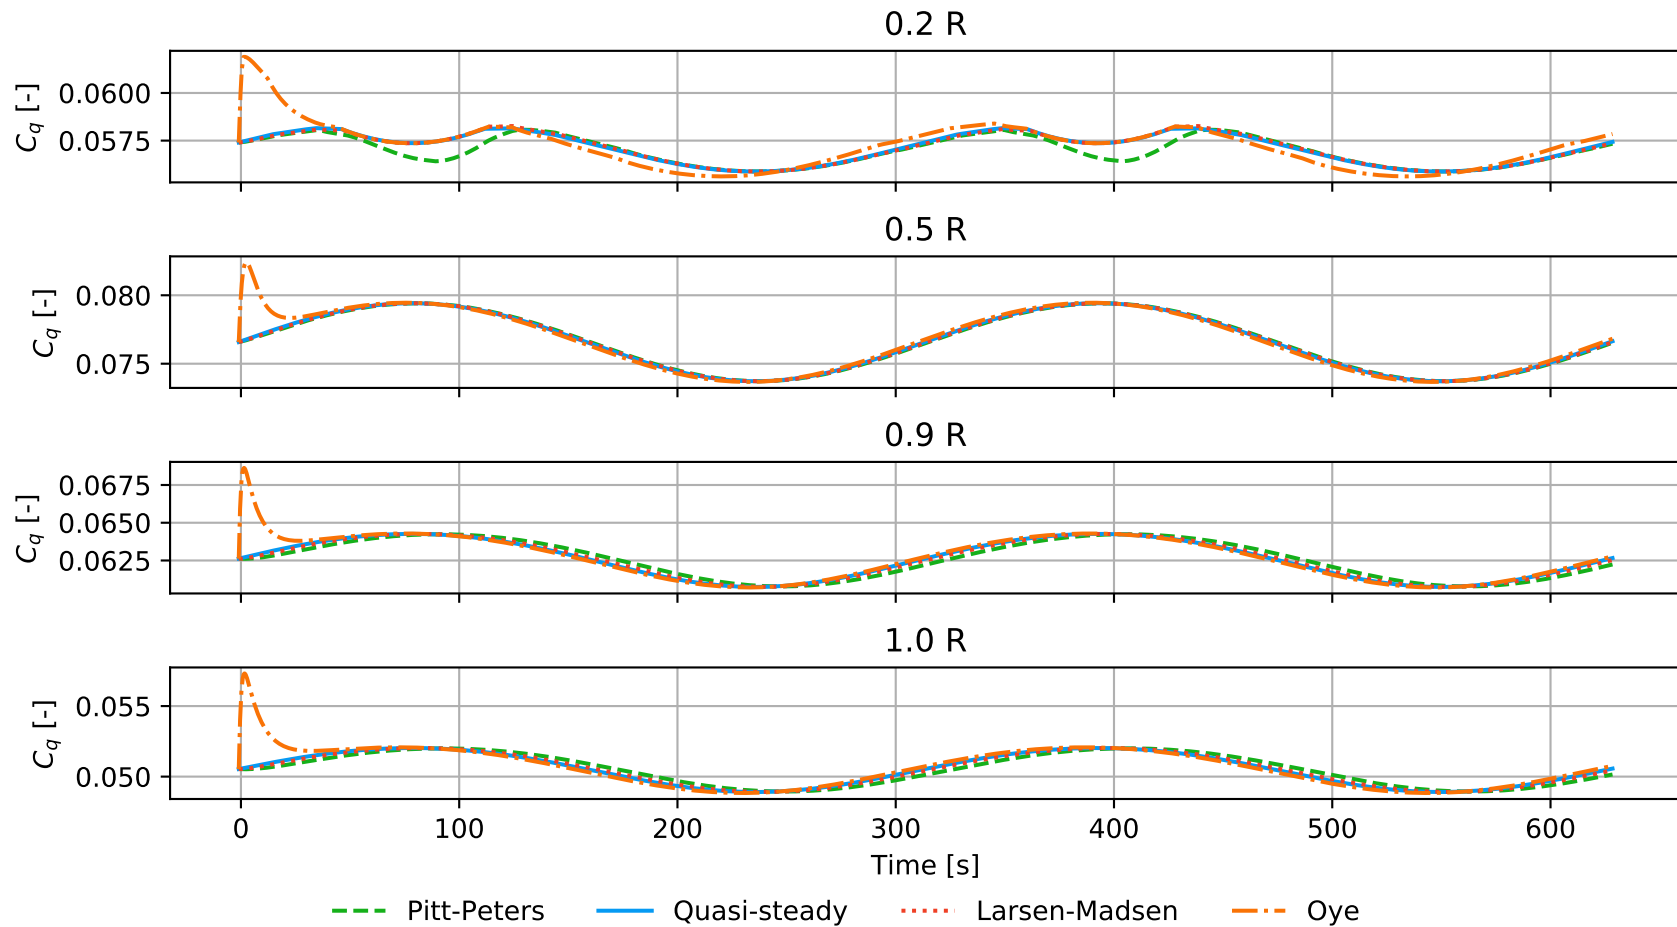 0.2 R
C_q [-]
0.0600
0.0575
0.5 R
C_q [-]
0.080
0.075
0.9 R
C_q [-]
0.0675
0.0650
0.0625
1.0 R
C_q [-]
0.055
0.050
0 100 200 300 400 500 600
Time [s]
Pitt-Peters Quasi-steady Larsen-Madsen Oye